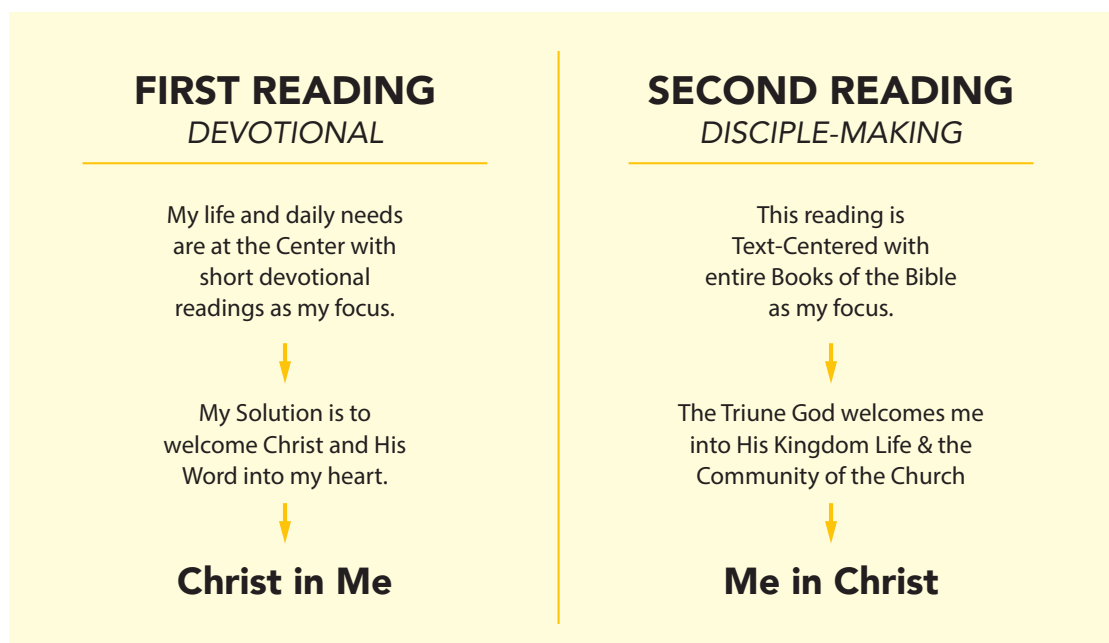 FIRST READING
DEVOTIONAL
My life and daily needs
are at the Center with
short devotional
readings as my focus.
My Solution is to
welcome Christ and His
Word into my heart.
Christ in Me
SECOND READING
DISCIPLE-MAKING
This reading is
Text-Centered with
entire Books of the Bible
as my focus.
The Triune God welcomes me
into His Kingdom Life & the
Community of the Church
Me in Christ